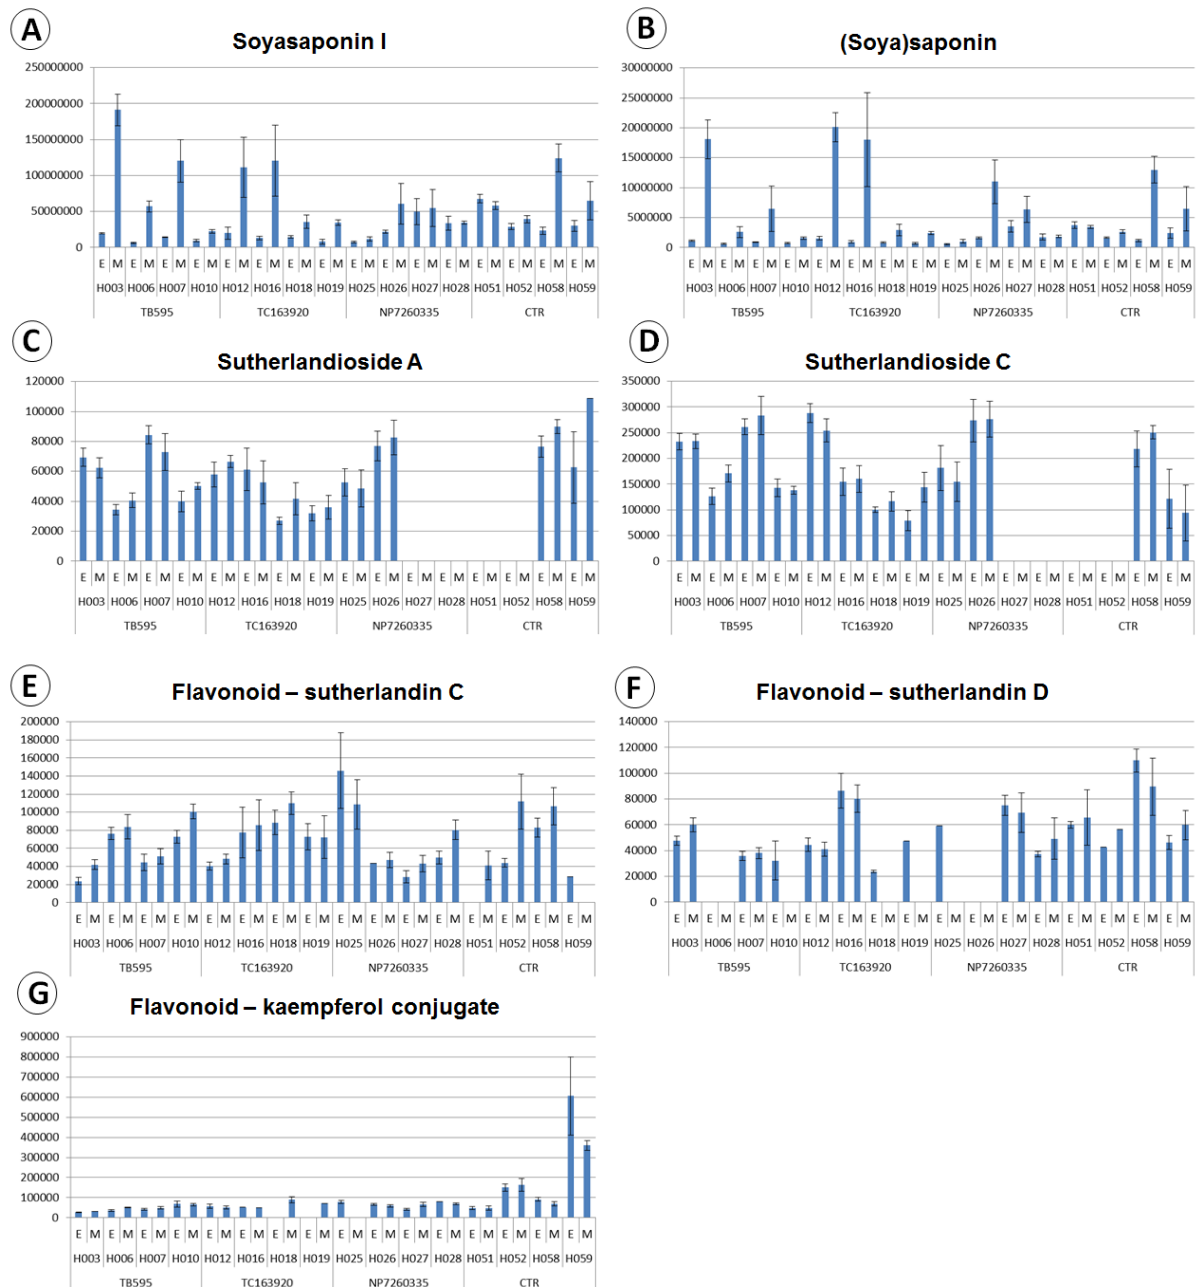 A
Soyasaponin I
250000000
200000000
150000000
100000000
50000000
0
E M E M E M E M E M E M E M E M E M E M E M E M E M E M E M E M
H003 H006 H007 H010 H012 H016 H018 H019 H025 H026 H027 H028 H051 H052 H058 H059
TB595 TC163920 NP7260335 CTR
B
(Soya)saponin
30000000
25000000
20000000
15000000
10000000
5000000
0
E M E M E M E M E M E M E M E M E M E M E M E M E M E M E M E M
H003 H006 H007 H010 H012 H016 H018 H019 H025 H026 H027 H028 H051 H052 H058 H059
TB595 TC163920 NP7260335 CTR
C
Sutherlandioside A
120000
100000
80000
60000
40000
20000
0
E M E M E M E M E M E M E M E M E M E M E M E M E M E M E M E M
H003 H006 H007 H010 H012 H016 H018 H019 H025 H026 H027 H028 H051 H052 H058 H059
TB595 TC163920 NP7260335 CTR
D
Sutherlandioside C
350000
300000
250000
200000
150000
100000
50000
0
E M E M E M E M E M E M E M E M E M E M E M E M E M E M E M E M
H003 H006 H007 H010 H012 H016 H018 H019 H025 H026 H027 H028 H051 H052 H058 H059
TB595 TC163920 NP7260335 CTR
E
Flavonoid – sutherlandin C
200000
180000
160000
140000
120000
100000
80000
60000
40000
20000
0
E M E M E M E M E M E M E M E M E M E M E M E M E M E M E M E M
H003 H006 H007 H010 H012 H016 H018 H019 H025 H026 H027 H028 H051 H052 H058 H059
TB595 TC163920 NP7260335 CTR
F
Flavonoid – sutherlandin D
140000
120000
100000
80000
60000
40000
20000
0
E M E M E M E M E M E M E M E M E M E M E M E M E M E M E M E M
H003 H006 H007 H010 H012 H016 H018 H019 H025 H026 H027 H028 H051 H052 H058 H059
TB595 TC163920 NP7260335 CTR
G
Flavonoid – kaempferol conjugate
900000
800000
700000
600000
500000
400000
300000
200000
100000
0
E M E M E M E M E M E M E M E M E M E M E M E M E M E M E M E M
H003 H006 H007 H010 H012 H016 H018 H019 H025 H026 H027 H028 H051 H052 H058 H059
TB595 TC163920 NP7260335 CTR